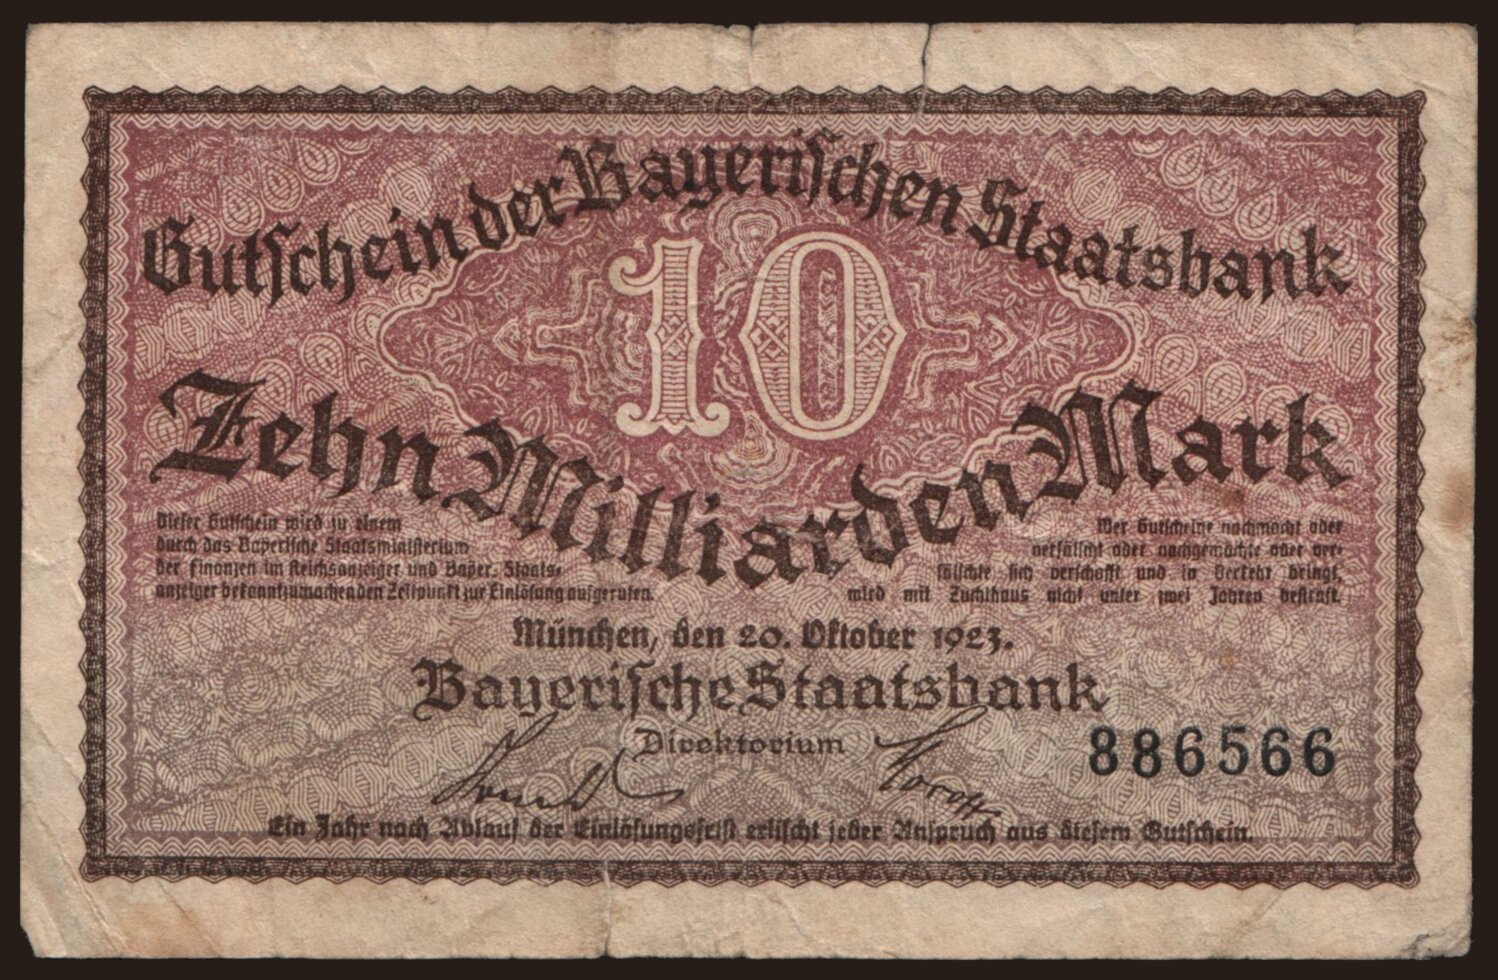 Gutschein der Bayerischen Staatsbank
10
Zehn Milliarden Mark
Dieser Gutschein wird zu einem
durch das Bayerische Staatsministerium
der Finanzen im Reichsanzeiger und Bayer. Staats-
anzeiger bekanntzumachenden Zeitpunkt zur Einlösung aufgerufen.
Wer Gutscheine nachmacht oder
verfälscht oder nachgemachte oder ver-
fälschte sich verschafft und in Verkehr bringt,
wird mit Zuchthaus nicht unter zwei Jahren bestraft.
München, den 20. Oktober 1923.
Bayerische Staatsbank
Direktorium
886566
Ein Jahr nach Ablauf der Einlösungsfrist erlischt jeder Anspruch aus diesem Gutschein.